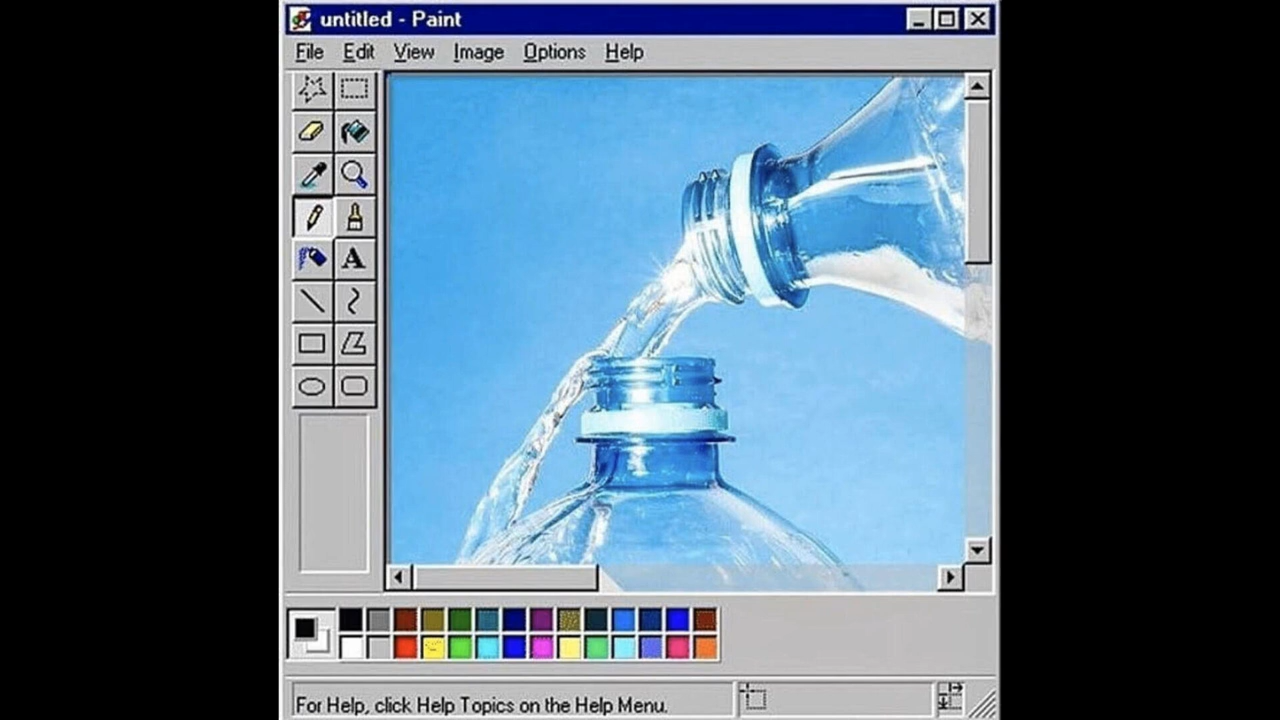 untitled - Paint
File Edit View Image Options Help
A
For Help, click Help Topics on the Help Menu.